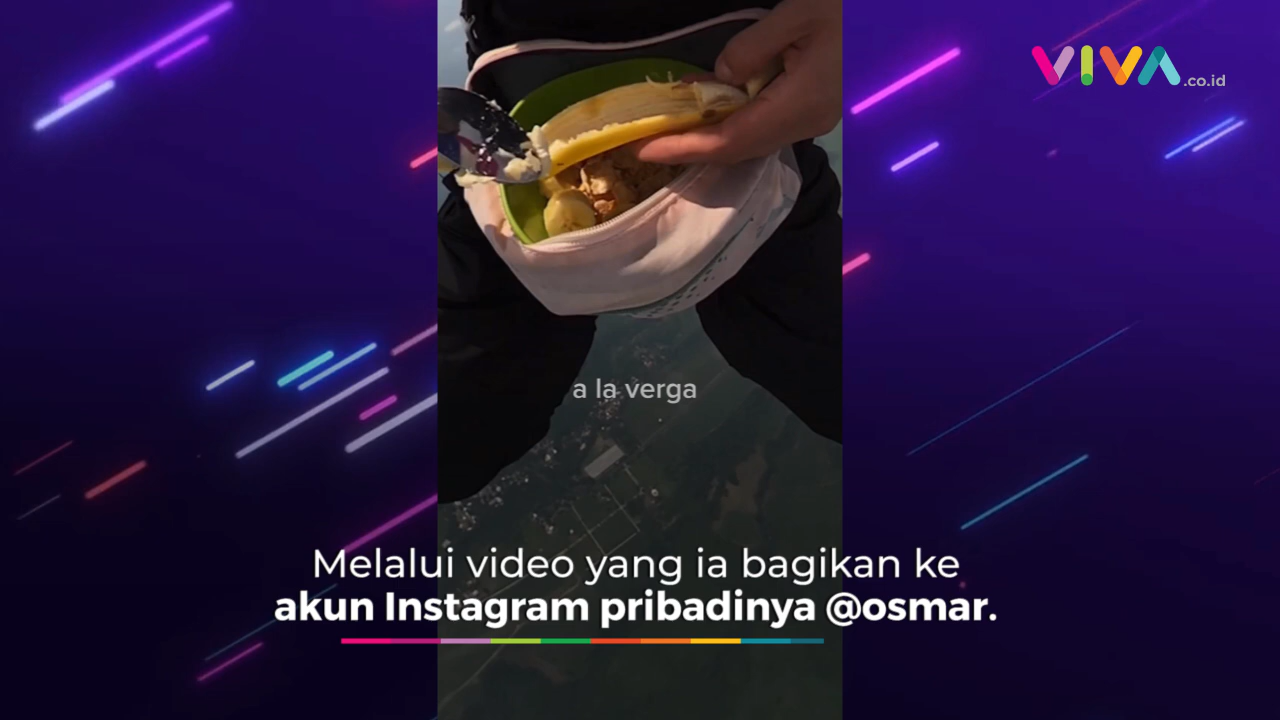 VIVA.co.id
a la verga
Melalui video yang ia bagikan ke
akun Instagram pribadinya @osmar.